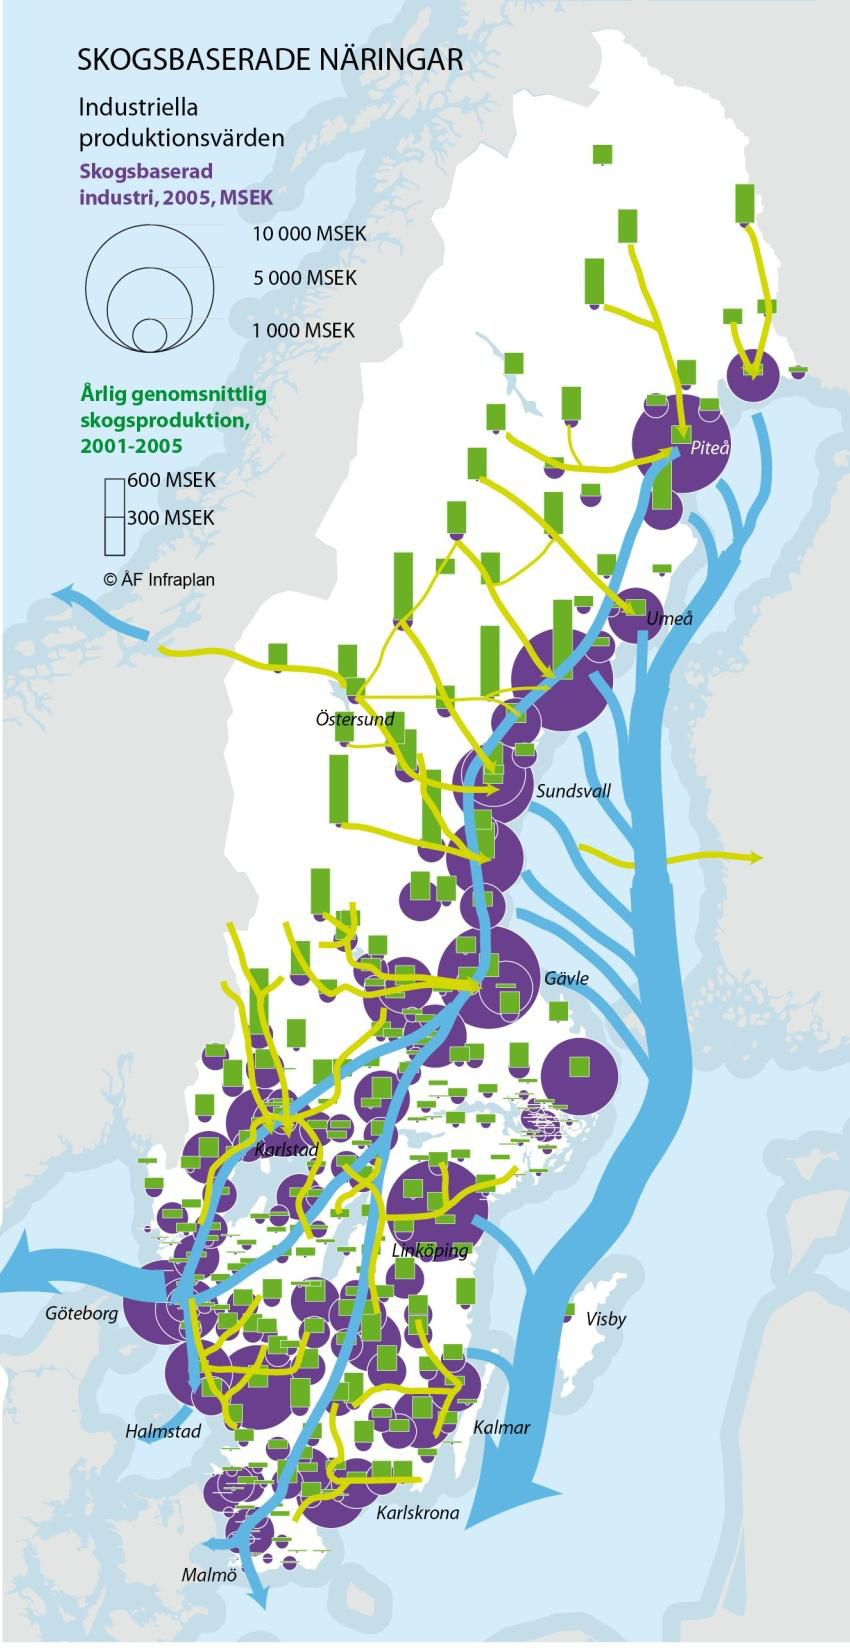 SKOGSBASERADE NÄRINGAR
Industriella
produktionsvärden
Skogsbaserad
industri, 2005, MSEK
10 000 MSEK
5 000 MSEK
1 000 MSEK
Årlig genomsnittlig
skogsproduktion,
2001-2005
600 MSEK
300 MSEK
© ÅF Infraplan
Piteå
Umeå
Östersund
Sundsvall
Gävle
Karlstad
Linköping
Göteborg
Visby
Halmstad
Kalmar
Karlskrona
Malmö